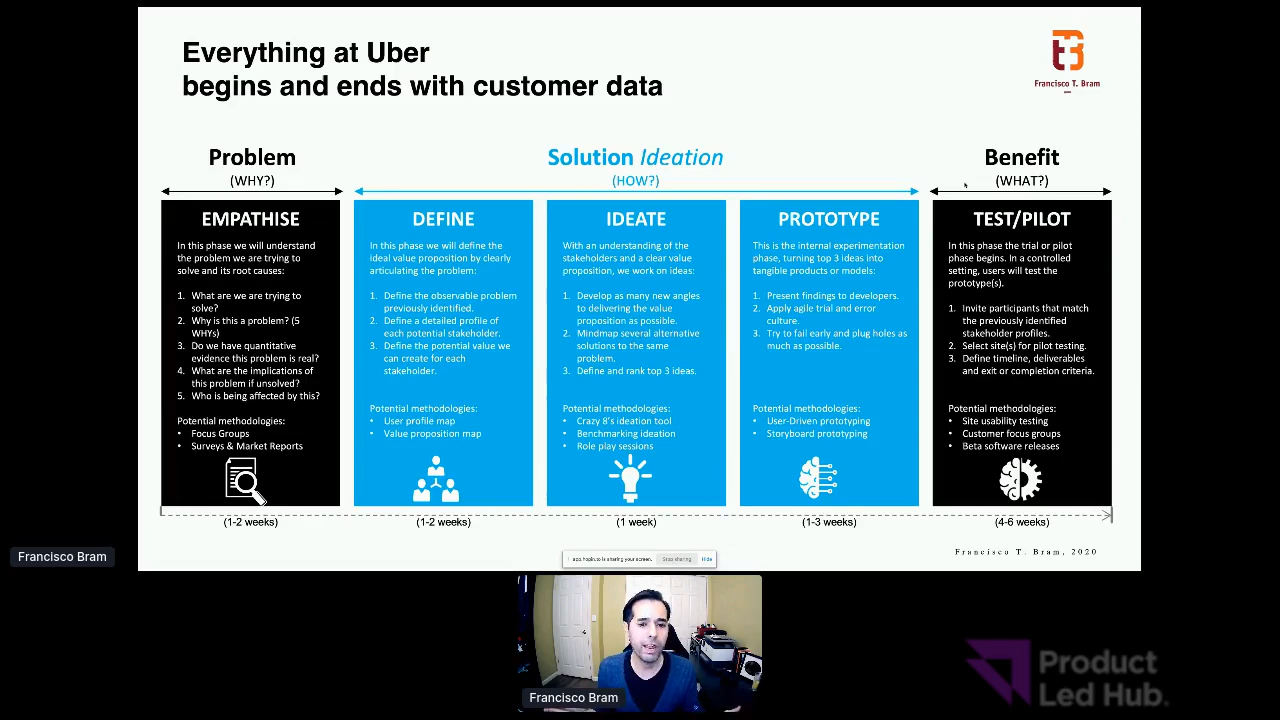 Everything at Uber
begins and ends with customer data
Francisco T. Bram
Problem
(WHY?)
Solution Ideation
(HOW?)
Benefit
(WHAT?)
EMPATHISE
In this phase we will understand
the problem we are trying to
solve and its root causes:
1. What are we are trying to
solve?
2. Why is this a problem? (5
WHYs)
3. Do we have quantitative
evidence this problem is real?
4. What are the implications of
this problem if unsolved?
5. Who is being affected by this?
Potential methodologies:
• Focus Groups
• Surveys & Market Reports
(1-2 weeks)
DEFINE
In this phase we will define the
ideal value proposition by clearly
articulating the problem:
1. Define the observable problem
previously identified.
2. Define a detailed profile of
each potential stakeholder.
3. Define the potential value we
can create for each
stakeholder.
Potential methodologies:
• User profile map
• Value proposition map
(1-2 weeks)
IDEATE
With an understanding of the
stakeholders and a clear value
proposition, we work on ideas:
1. Develop as many new angles
to delivering the value
proposition as possible.
2. Mindmap several alternative
solutions to the same
problem.
3. Define and rank top 3 ideas.
Potential methodologies:
• Crazy 8's ideation tool
• Benchmarking ideation
• Role play sessions
(1 week)
PROTOTYPE
This is the internal experimentation
phase, turning top 3 ideas into
tangible products or models:
1. Present findings to developers.
2. Apply agile trial and error
culture.
3. Try to fail early and plug holes as
much as possible.
Potential methodologies:
• User-Driven prototyping
• Storyboard prototyping
(1-3 weeks)
TEST/PILOT
In this phase the trial or pilot
phase begins. In a controlled
setting, users will test the
prototype(s).
1. Invite participants that match
the previously identified
stakeholder profiles.
2. Select site(s) for pilot testing.
3. Define timeline, deliverables
and exit or completion criteria.
Potential methodologies:
• Site usability testing
• Customer focus groups
• Beta software releases
(4-6 weeks)
Francisco T. Bram, 2020
app.hopin.to is sharing your screen. Stop sharing Hide
Francisco Bram
Francisco Bram
Product
Led Hub.